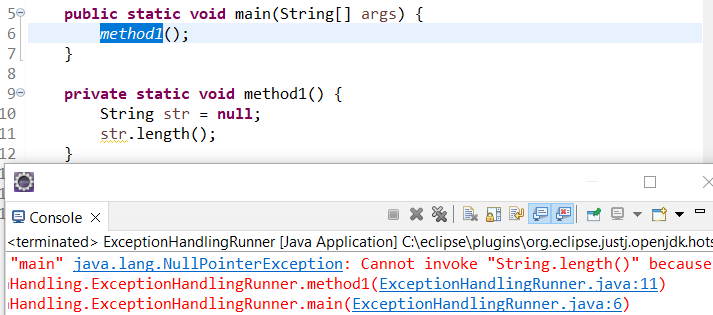 5 public static void main(String[] args) {
6 method1();
7 }
8
9 private static void method1() {
10 String str = null;
11 str.length();
12 }
Console
<terminated> ExceptionHandlingRunner [Java Application] C:\eclipse\plugins\org.eclipse.justj.openjdk.hots
"main" java.lang.NullPointerException: Cannot invoke "String.length()" because
Handling.ExceptionHandlingRunner.method1(ExceptionHandlingRunner.java:11)
Handling.ExceptionHandlingRunner.main(ExceptionHandlingRunner.java:6)